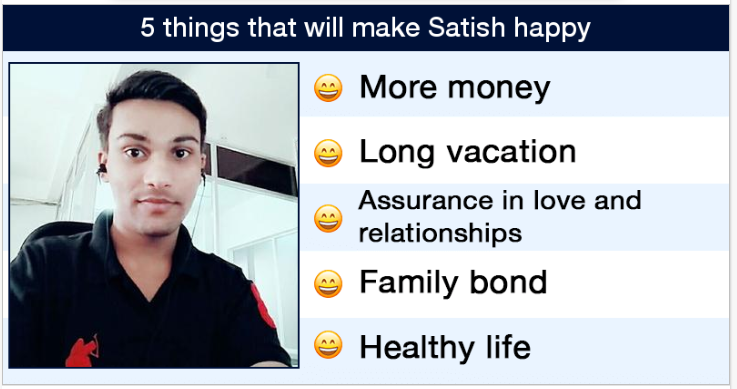 5 things that will make Satish happy
More money
Long vacation
Assurance in love and
relationships
Family bond
Healthy life